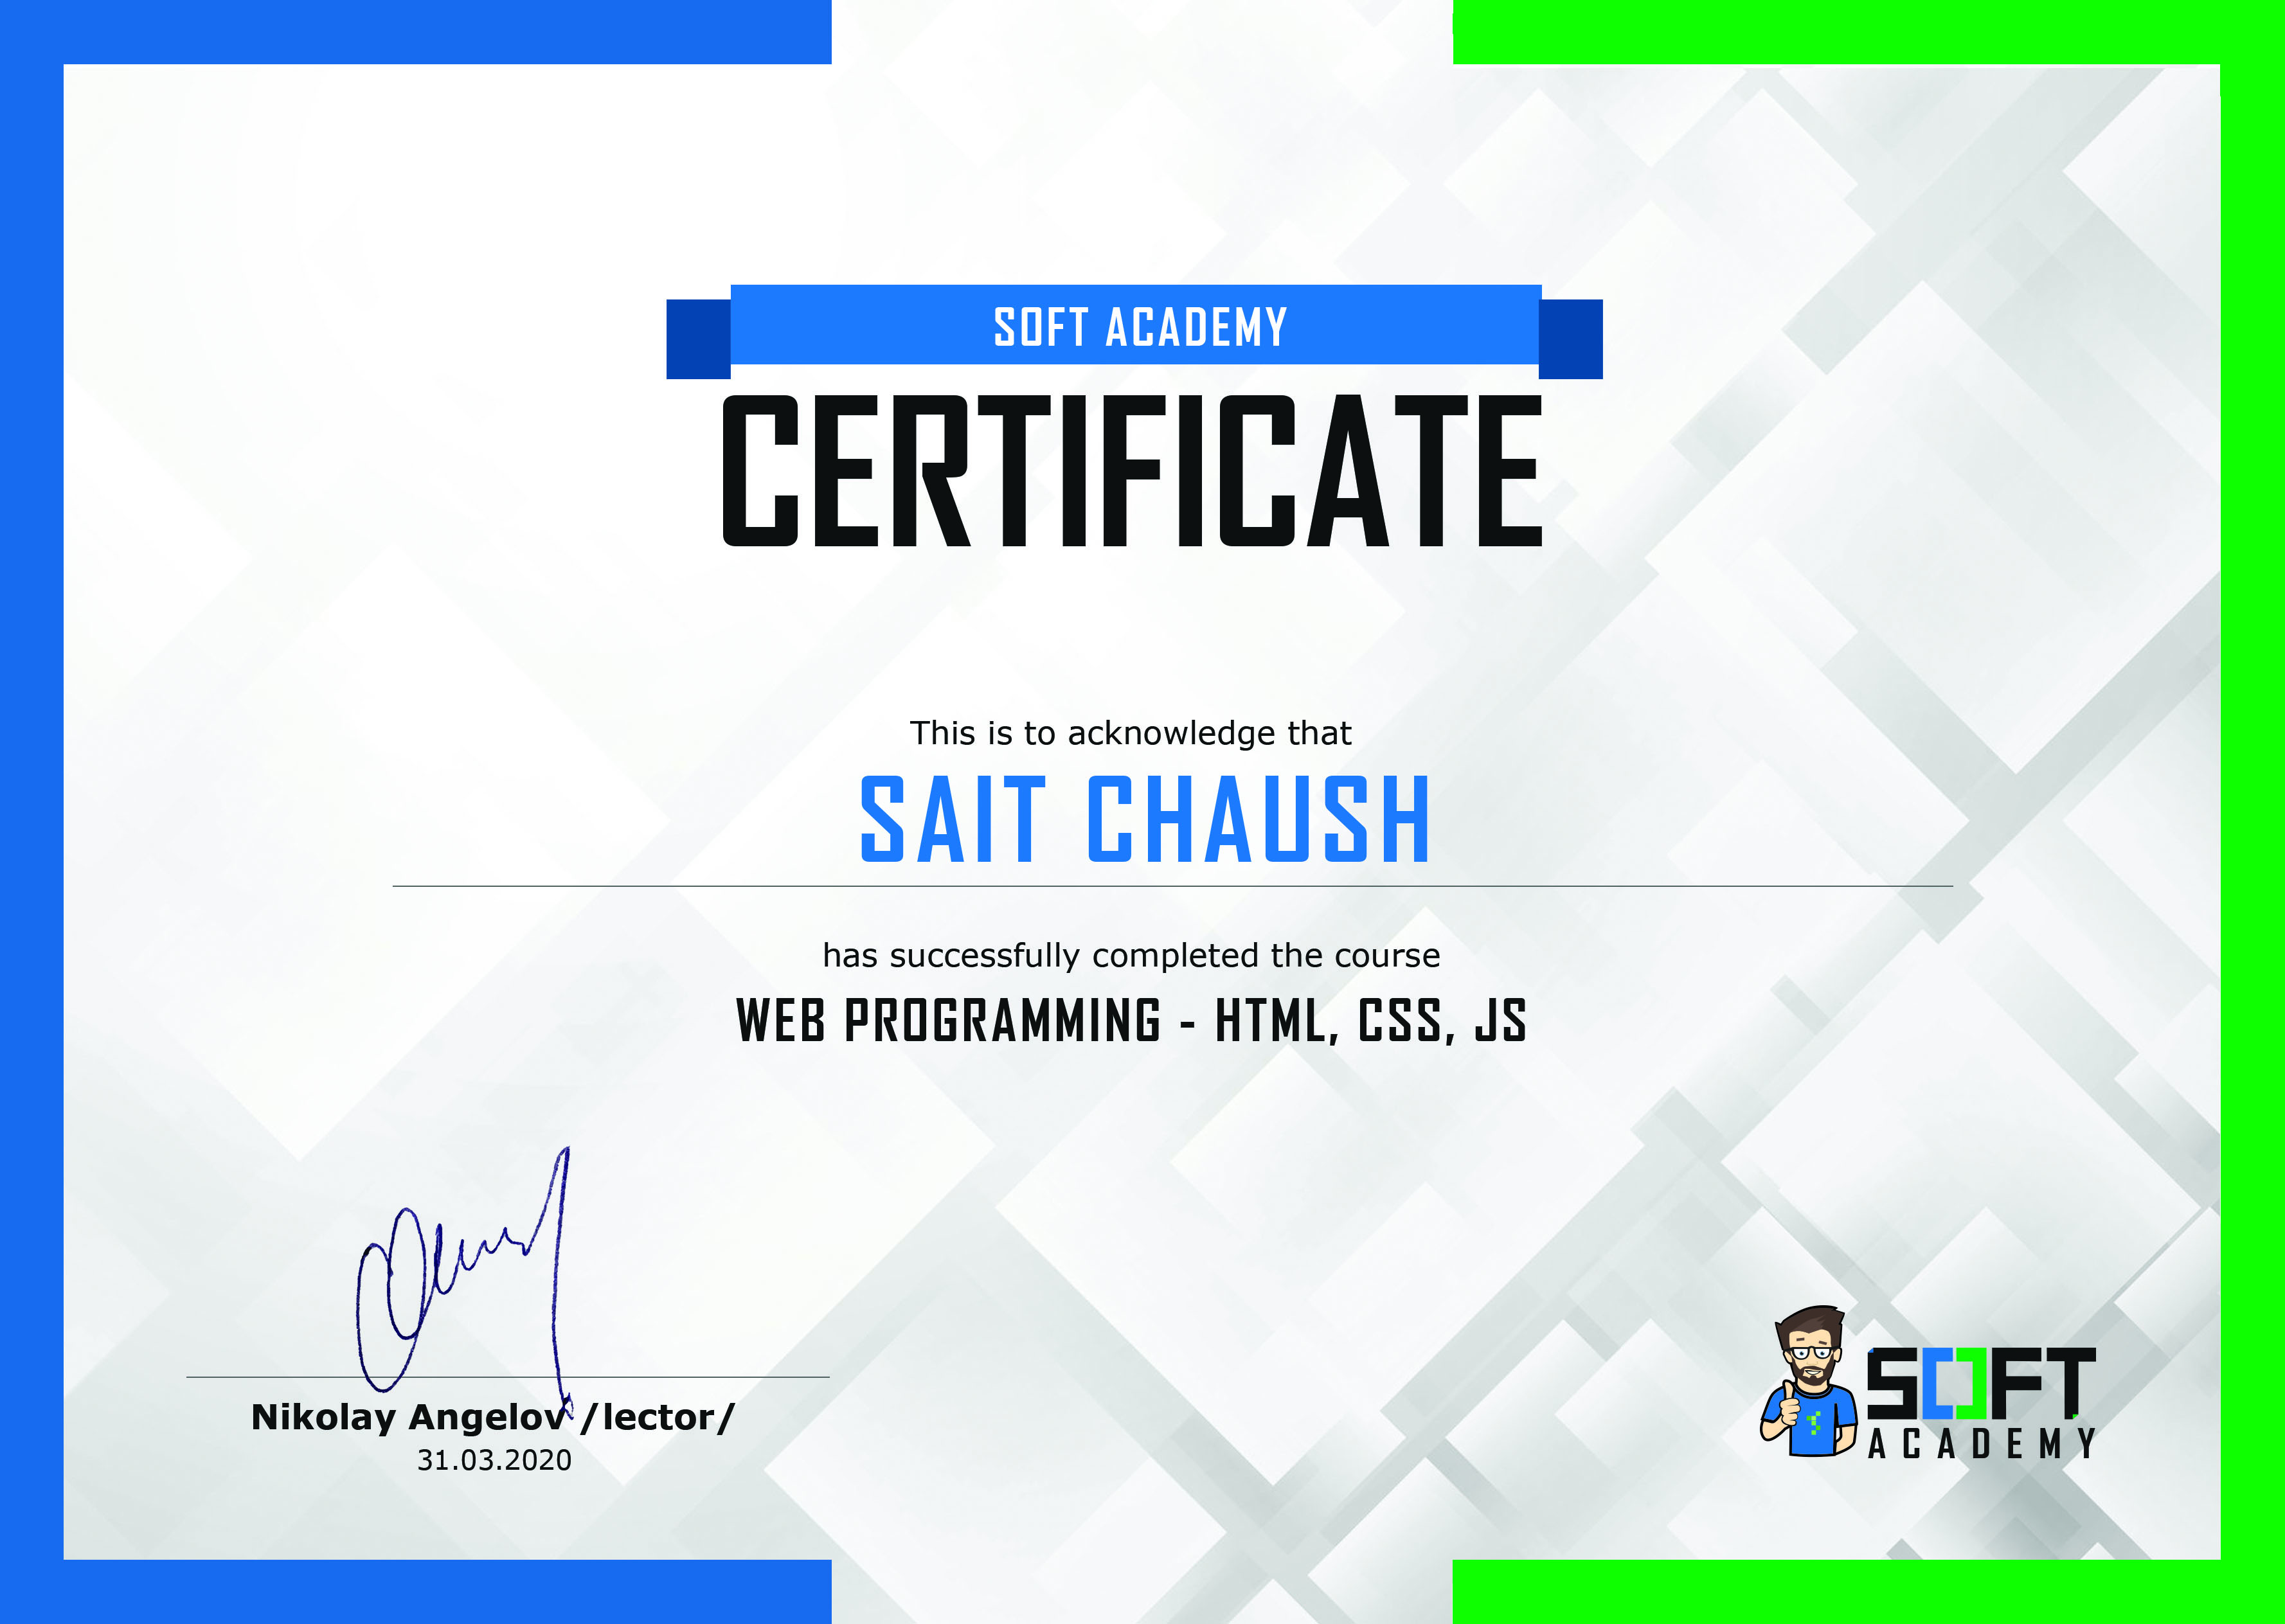 SOFT ACADEMY
CERTIFICATE
This is to acknowledge that
SAIT CHAUSH
has successfully completed the course
WEB PROGRAMMING - HTML, CSS, JS
Nikolay Angelov /lector/
31.03.2020
S[]FT
ACADEMY